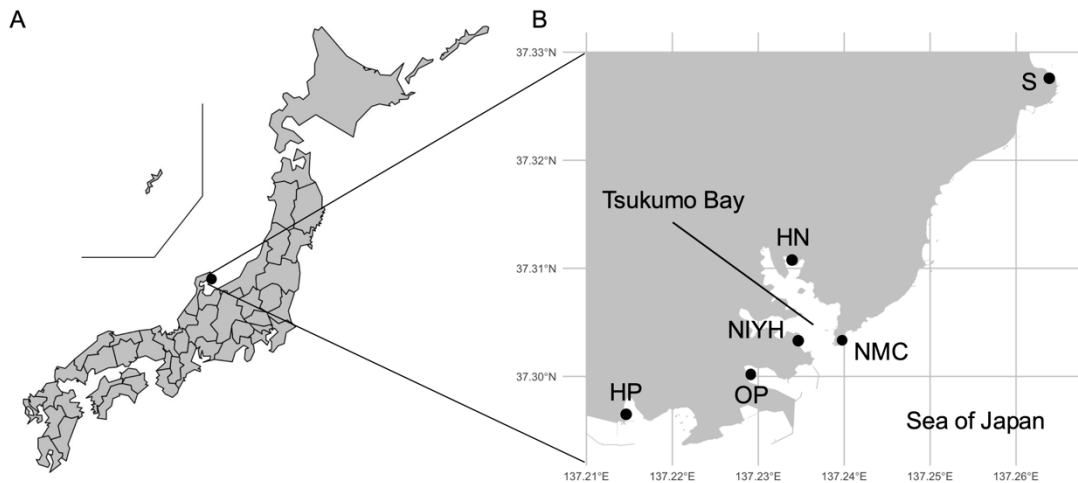 A
B
37.33°N
S
37.32°N
Tsukumo Bay
HN
37.31°N
NIYH
NMC
37.30°N
HP
OP
Sea of Japan
137.21°E 137.22°E 137.23°E 137.24°E 137.25°E 137.26°E